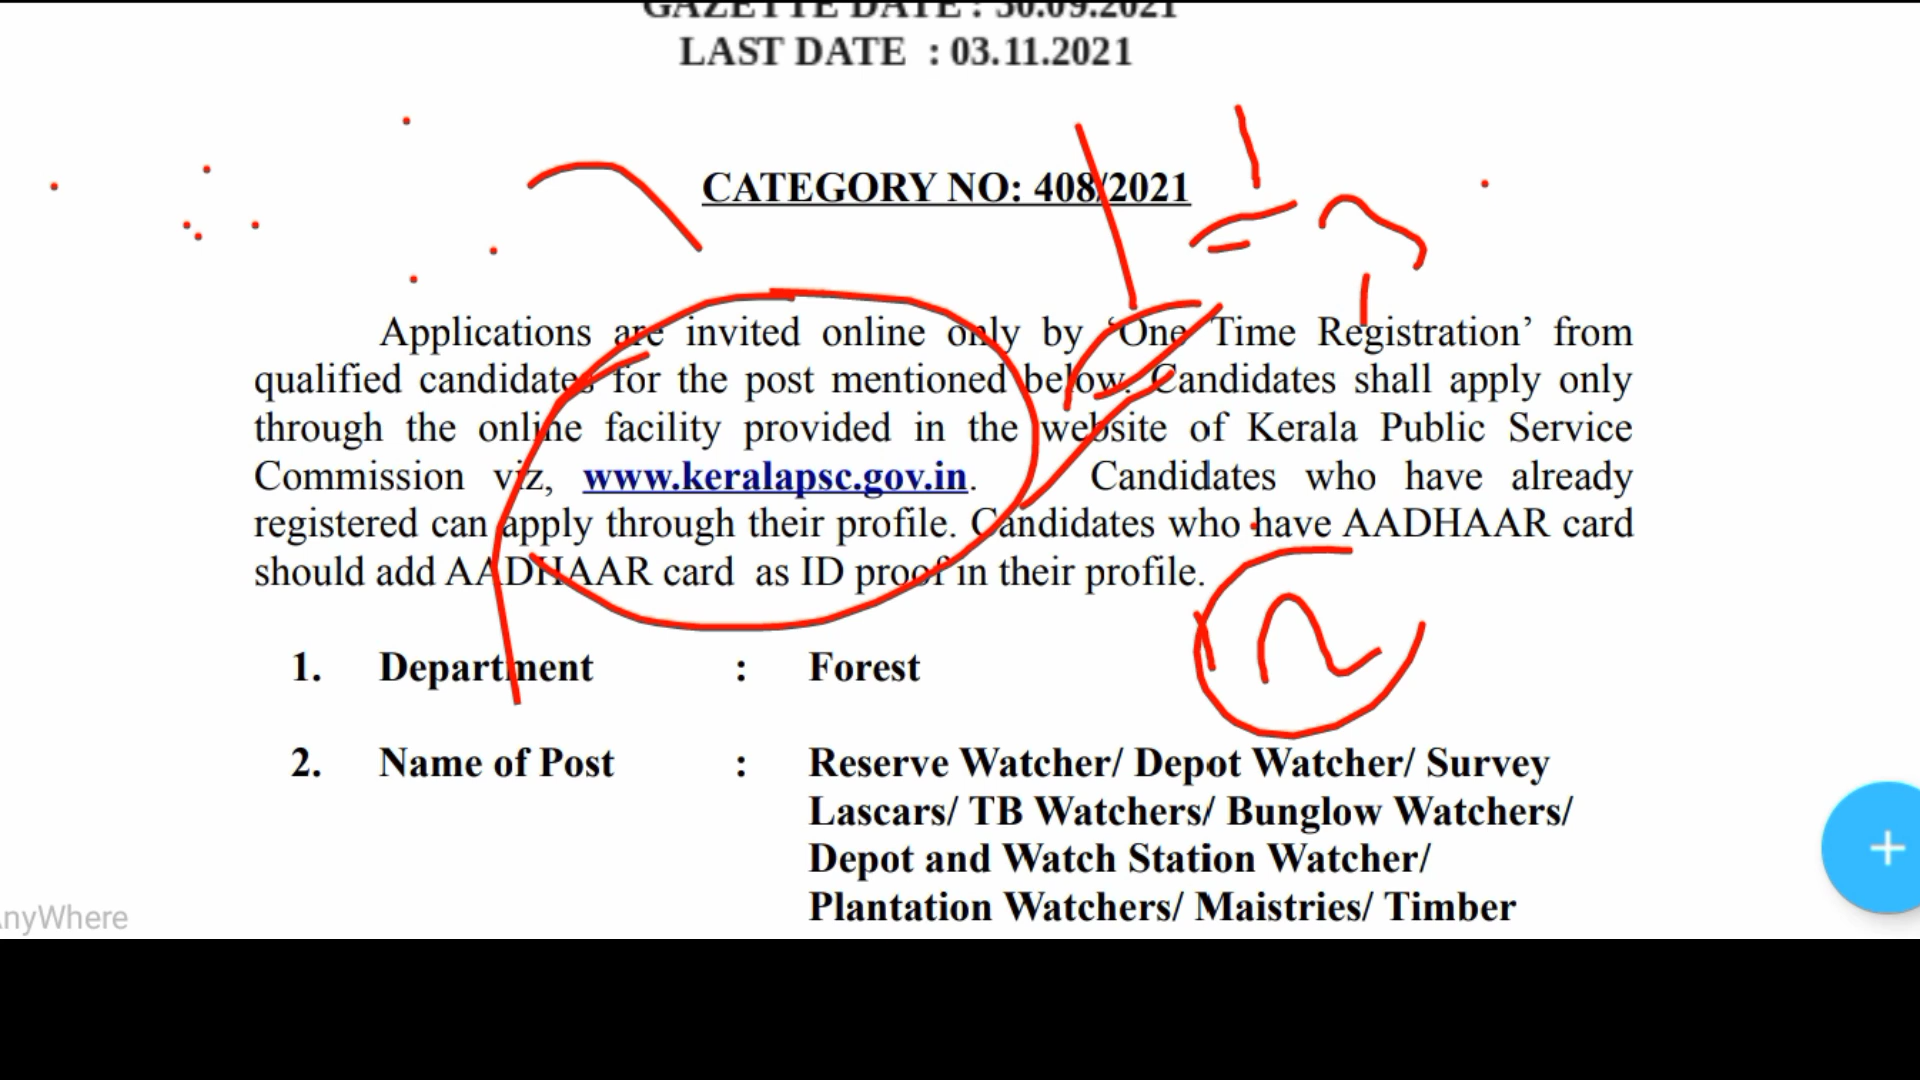 GAZETTE DATE : 30.09.2021
LAST DATE : 03.11.2021
CATEGORY NO: 408/2021
Applications are invited online only by ‘One Time Registration’ from
qualified candidates for the post mentioned below. Candidates shall apply only
through the online facility provided in the website of Kerala Public Service
Commission viz, www.keralapsc.gov.in. Candidates who have already
registered can apply through their profile. Candidates who have AADHAAR card
should add AADHAAR card as ID proof in their profile.
1. Department : Forest
2. Name of Post : Reserve Watcher/ Depot Watcher/ Survey
Lascars/ TB Watchers/ Bunglow Watchers/
Depot and Watch Station Watcher/
Plantation Watchers/ Maistries/ Timber
nyWhere
+